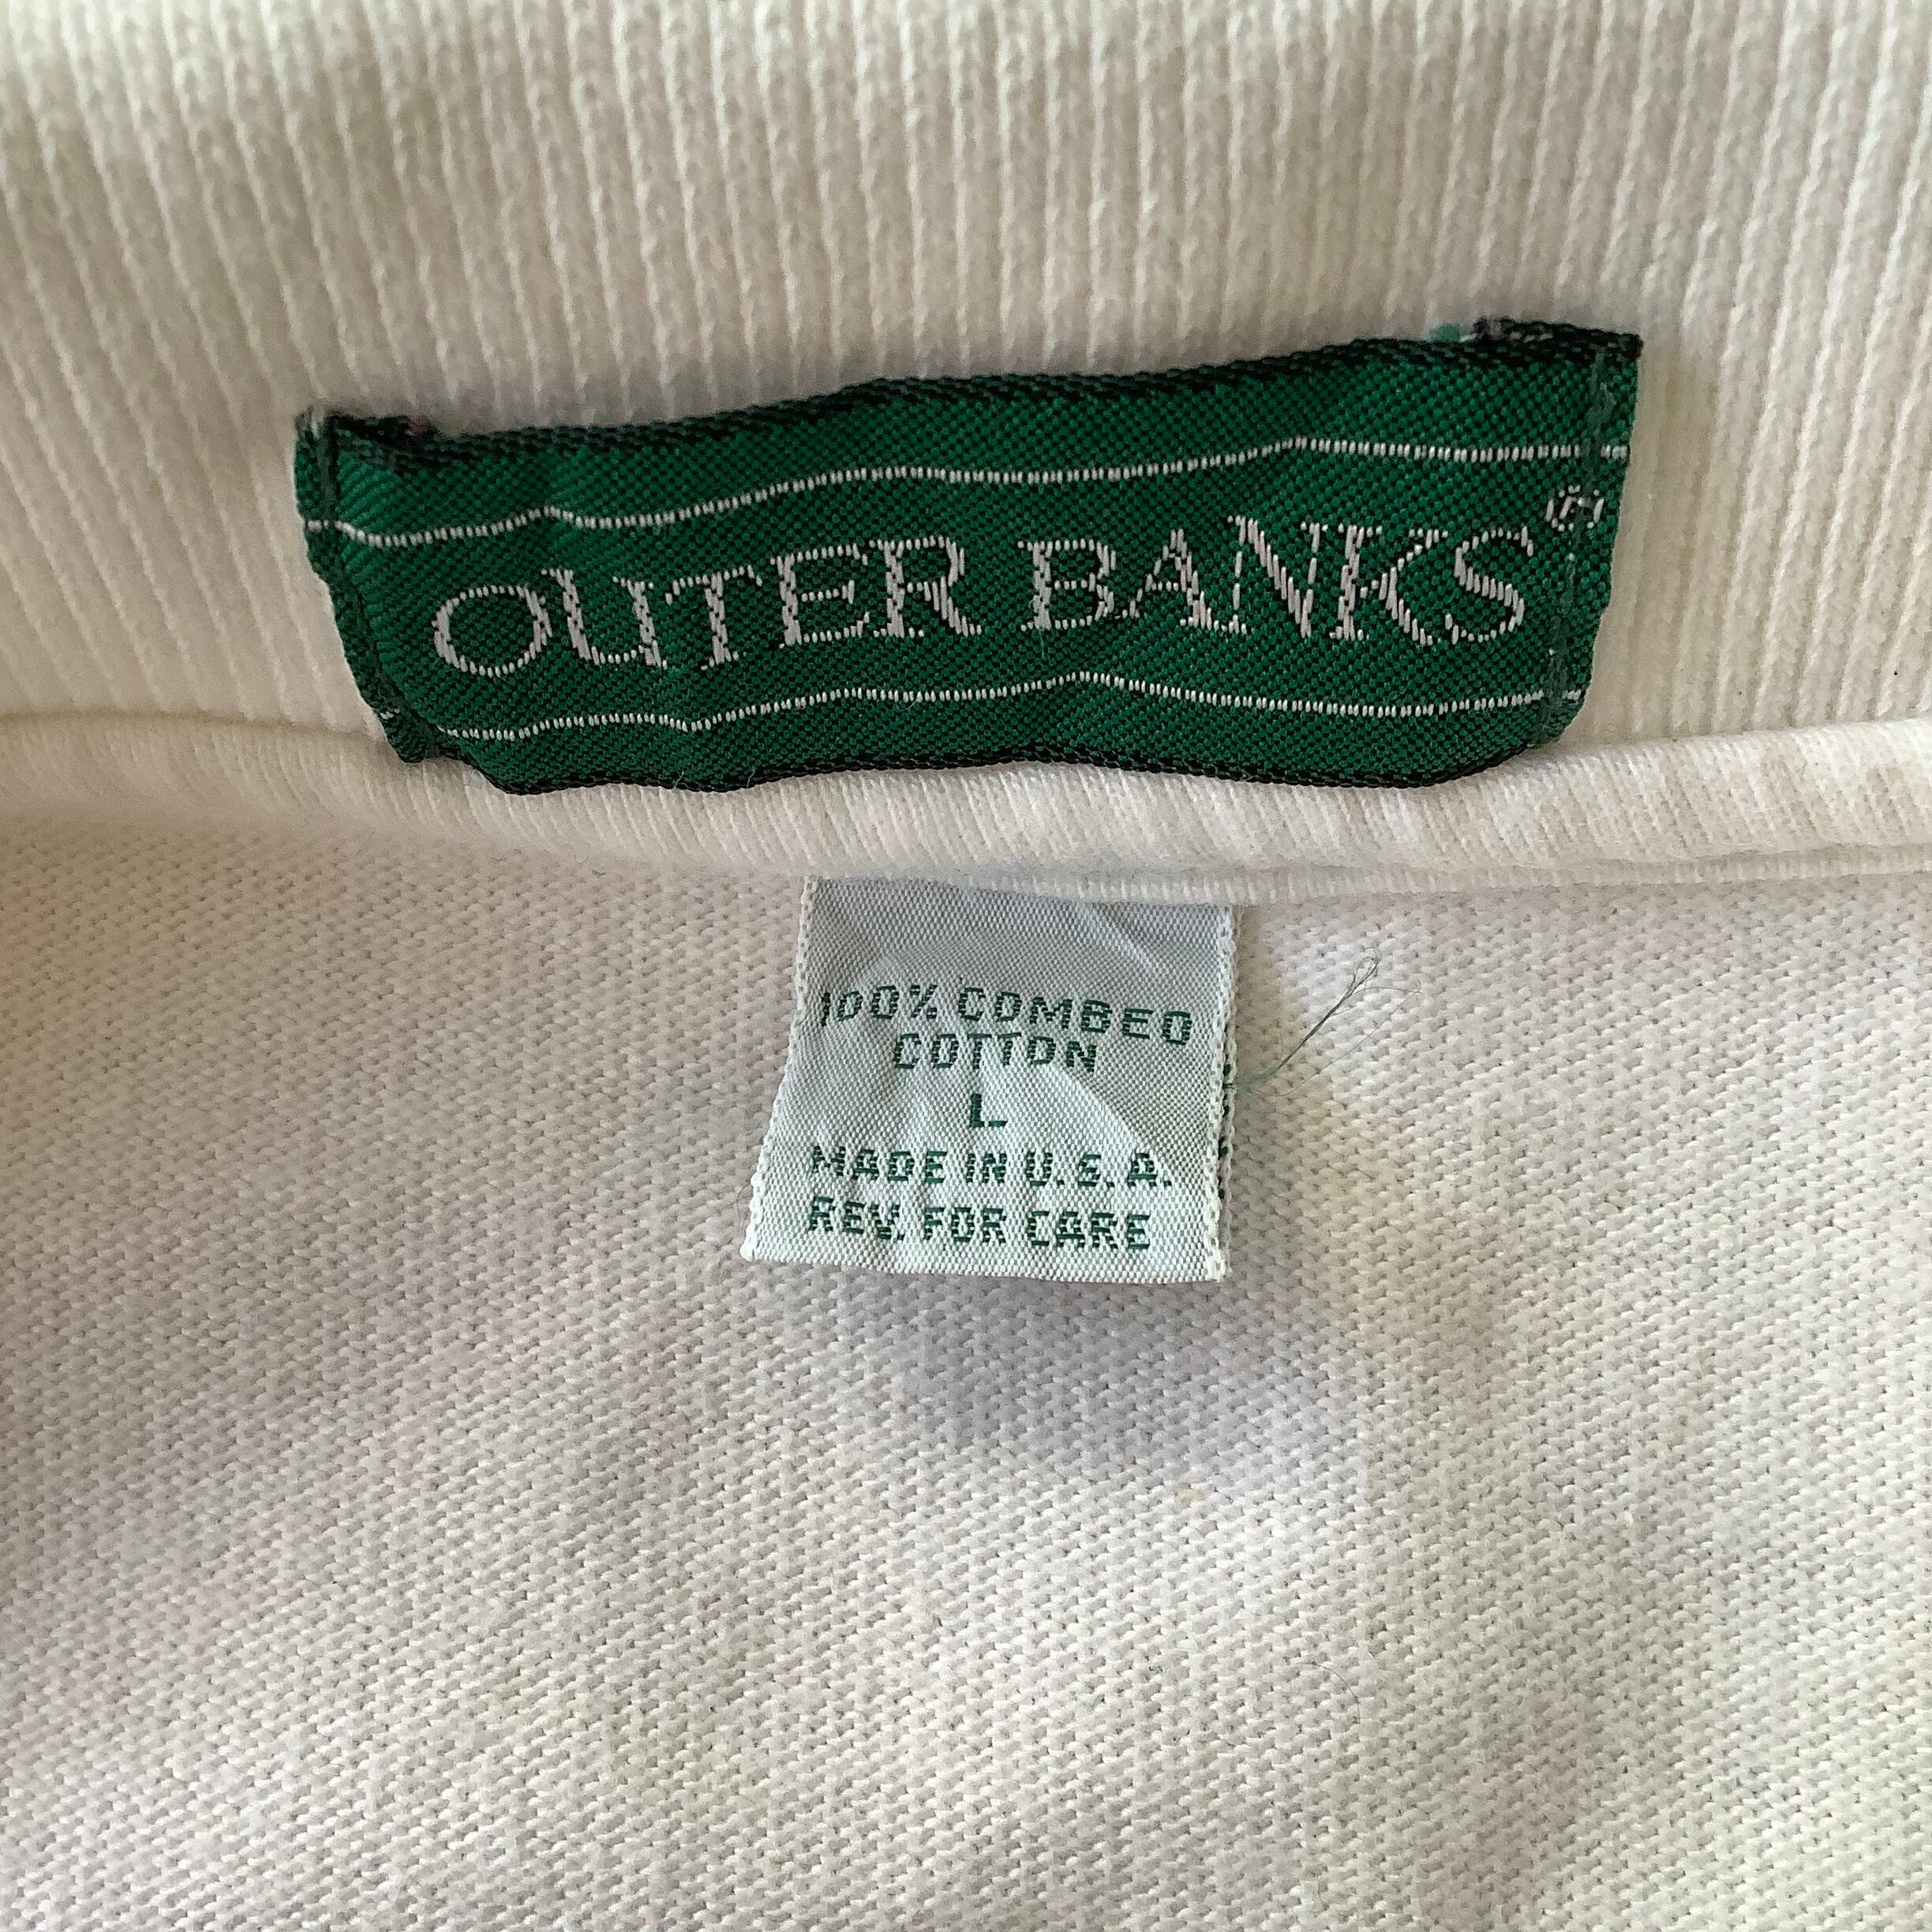 OUTER BANKS®
100% COMBED
COTTON
L
MADE IN U.S.A.
REV. FOR CARE